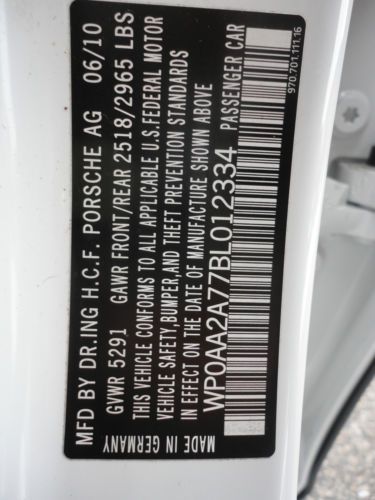 MFD BY DR.ING H.C.F. PORSCHE AG 06/10
GVWR 5291 GAWR FRONT/REAR 2518/2965 LBS
THIS VEHICLE CONFORMS TO ALL APPLICABLE U.S.FEDERAL MOTOR
VEHICLE SAFETY,BUMPER,AND THEFT PREVENTION STANDARDS
IN EFFECT ON THE DATE OF MANUFACTURE SHOWN ABOVE
WP0AA2A77BL012334 PASSENGER CAR
MADE IN GERMANY
970.701.111.16